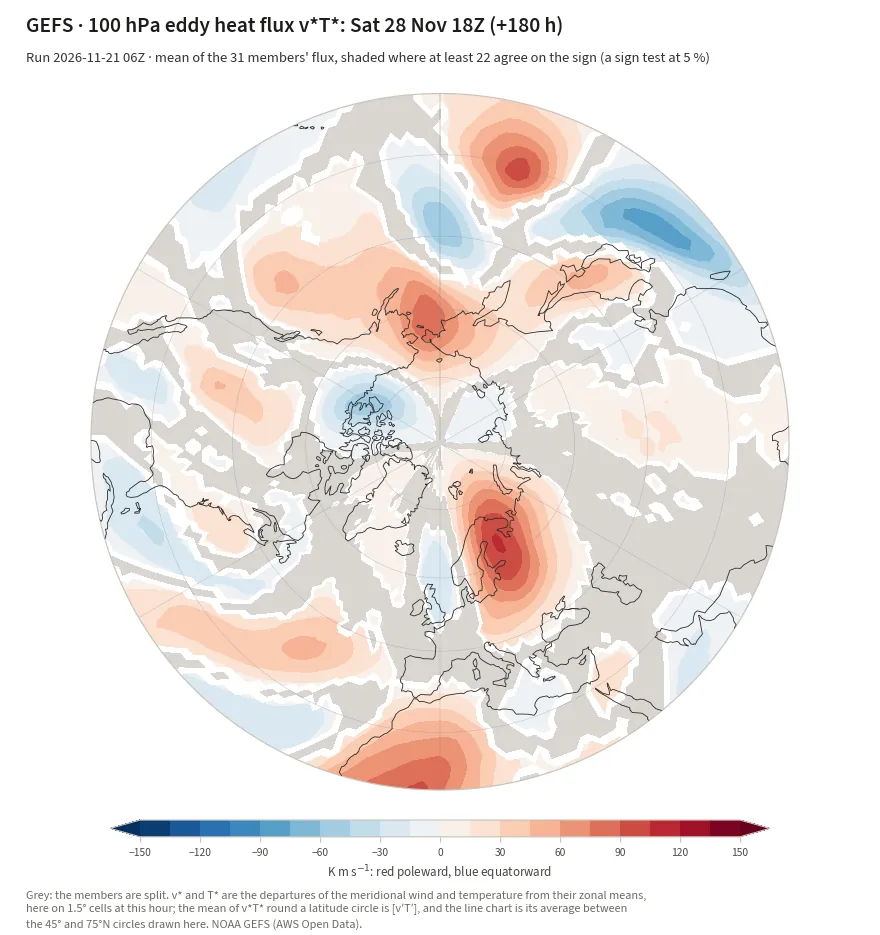 GEFS · 100 hPa eddy heat flux v*T*: Sat 28 Nov 18Z (+180 h)
Run 2026-11-21 06Z · mean of the 31 members' flux, shaded where at least 22 agree on the sign (a sign test at 5 %)
−150 −120 −90 −60 −30 0 30 60 90 120 150
K m s⁻¹: red poleward, blue equatorward
Grey: the members are split. v* and T* are the departures of the meridional wind and temperature from their zonal means,
here on 1.5° cells at this hour; the mean of v*T* round a latitude circle is [v'T'], and the line chart is its average between
the 45° and 75°N circles drawn here. NOAA GEFS (AWS Open Data).